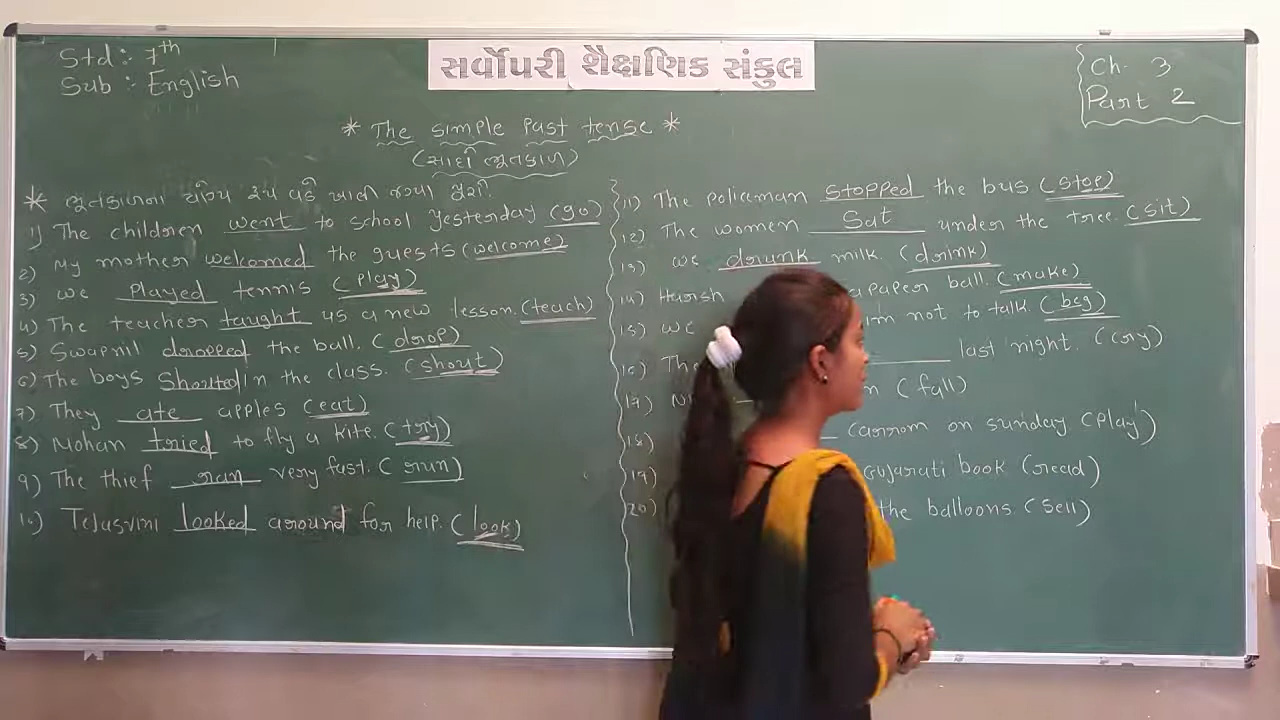 Std :- 7th
Sub :- English
સર્વોપરી શૈક્ષણિક સંકુલ
Ch- 3
Part 2
* The simple Past tense *
(સાદો ભૂતકાળ)
* ભૂતકાળના યોગ્ય રૂપ વડે ખાલી જગ્યા પૂરો.
1) The children went to school yesterday (go)
2) My mother welcomed the guests (welcome)
3) We Played tennis (Play)
4) The teacher taught us a new lesson. (teach)
5) Swapnil dropped the ball. (drop)
6) The boys Shouted in the class. (shout)
7) They ate apples (eat)
8) Mohan tried to fly a kite. (try)
9) The thief ran very fast. (run)
10) Tejasvini looked around for help. (look)
11) The policeman stopped the bus (stop)
12) The women Sat under the tree. (sit)
13) We drunk milk. (drink)
14) Harish a paper ball. (make)
15) We him not to talk. (beg)
16) The last night. (cry)
17) (fall)
18) carrom on sunday (Play)
19) Gujarati book (read)
20) the balloons. (sell)